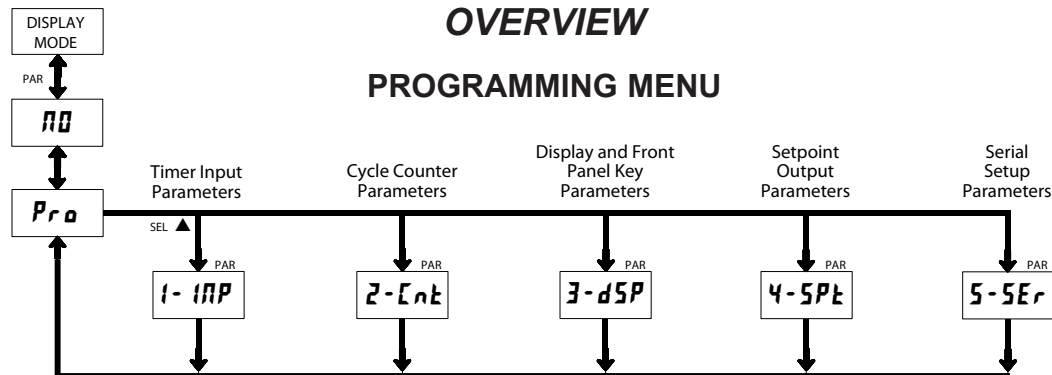 OVERVIEW
PROGRAMMING MENU
DISPLAY
MODE
PAR
NO
Pro
SEL ▲
Timer Input
Parameters
PAR
1-INP
Cycle Counter
Parameters
PAR
2-Cnt
Display and Front
Panel Key
Parameters
PAR
3-dSP
Setpoint
Output
Parameters
PAR
4-SPt
Serial
Setup
Parameters
PAR
5-SEr